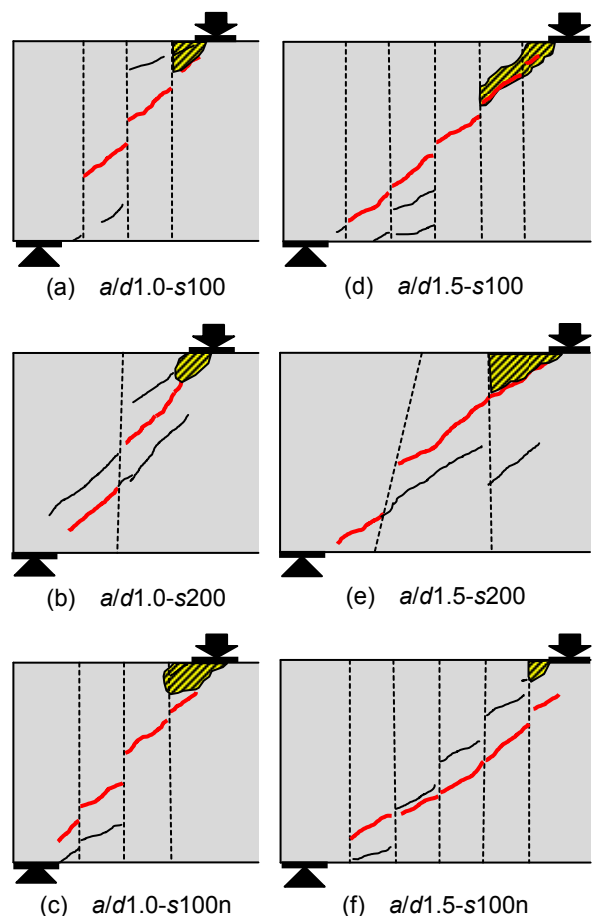 (a) a/d1.0-s100
(d) a/d1.5-s100
(b) a/d1.0-s200
(e) a/d1.5-s200
(c) a/d1.0-s100n
(f) a/d1.5-s100n